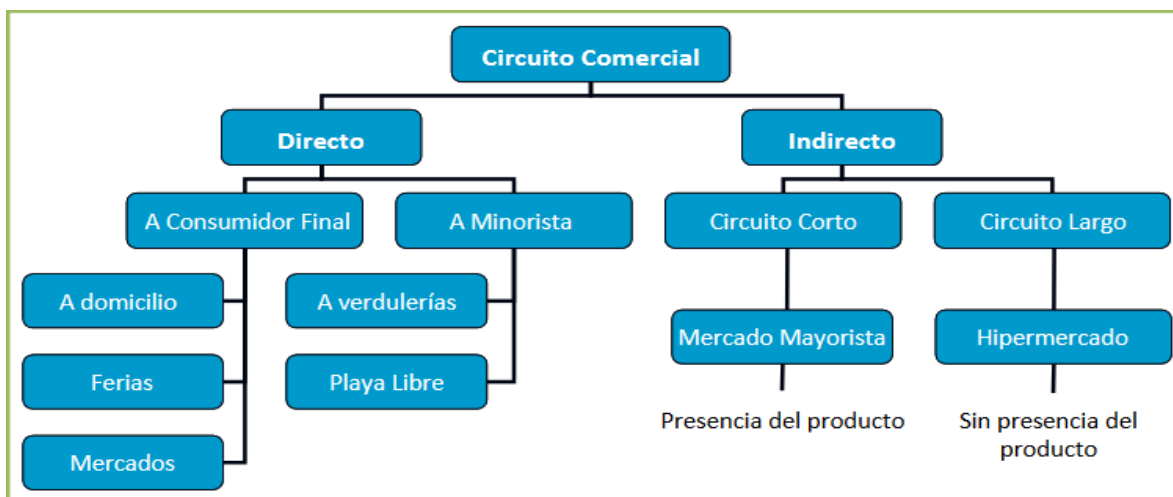 Circuito Comercial
Directo
Indirecto
A Consumidor Final
A Minorista
Circuito Corto
Circuito Largo
A domicilio
A verdulerías
Mercado Mayorista
Hipermercado
Ferias
Playa Libre
Presencia del producto
Sin presencia del
producto
Mercados